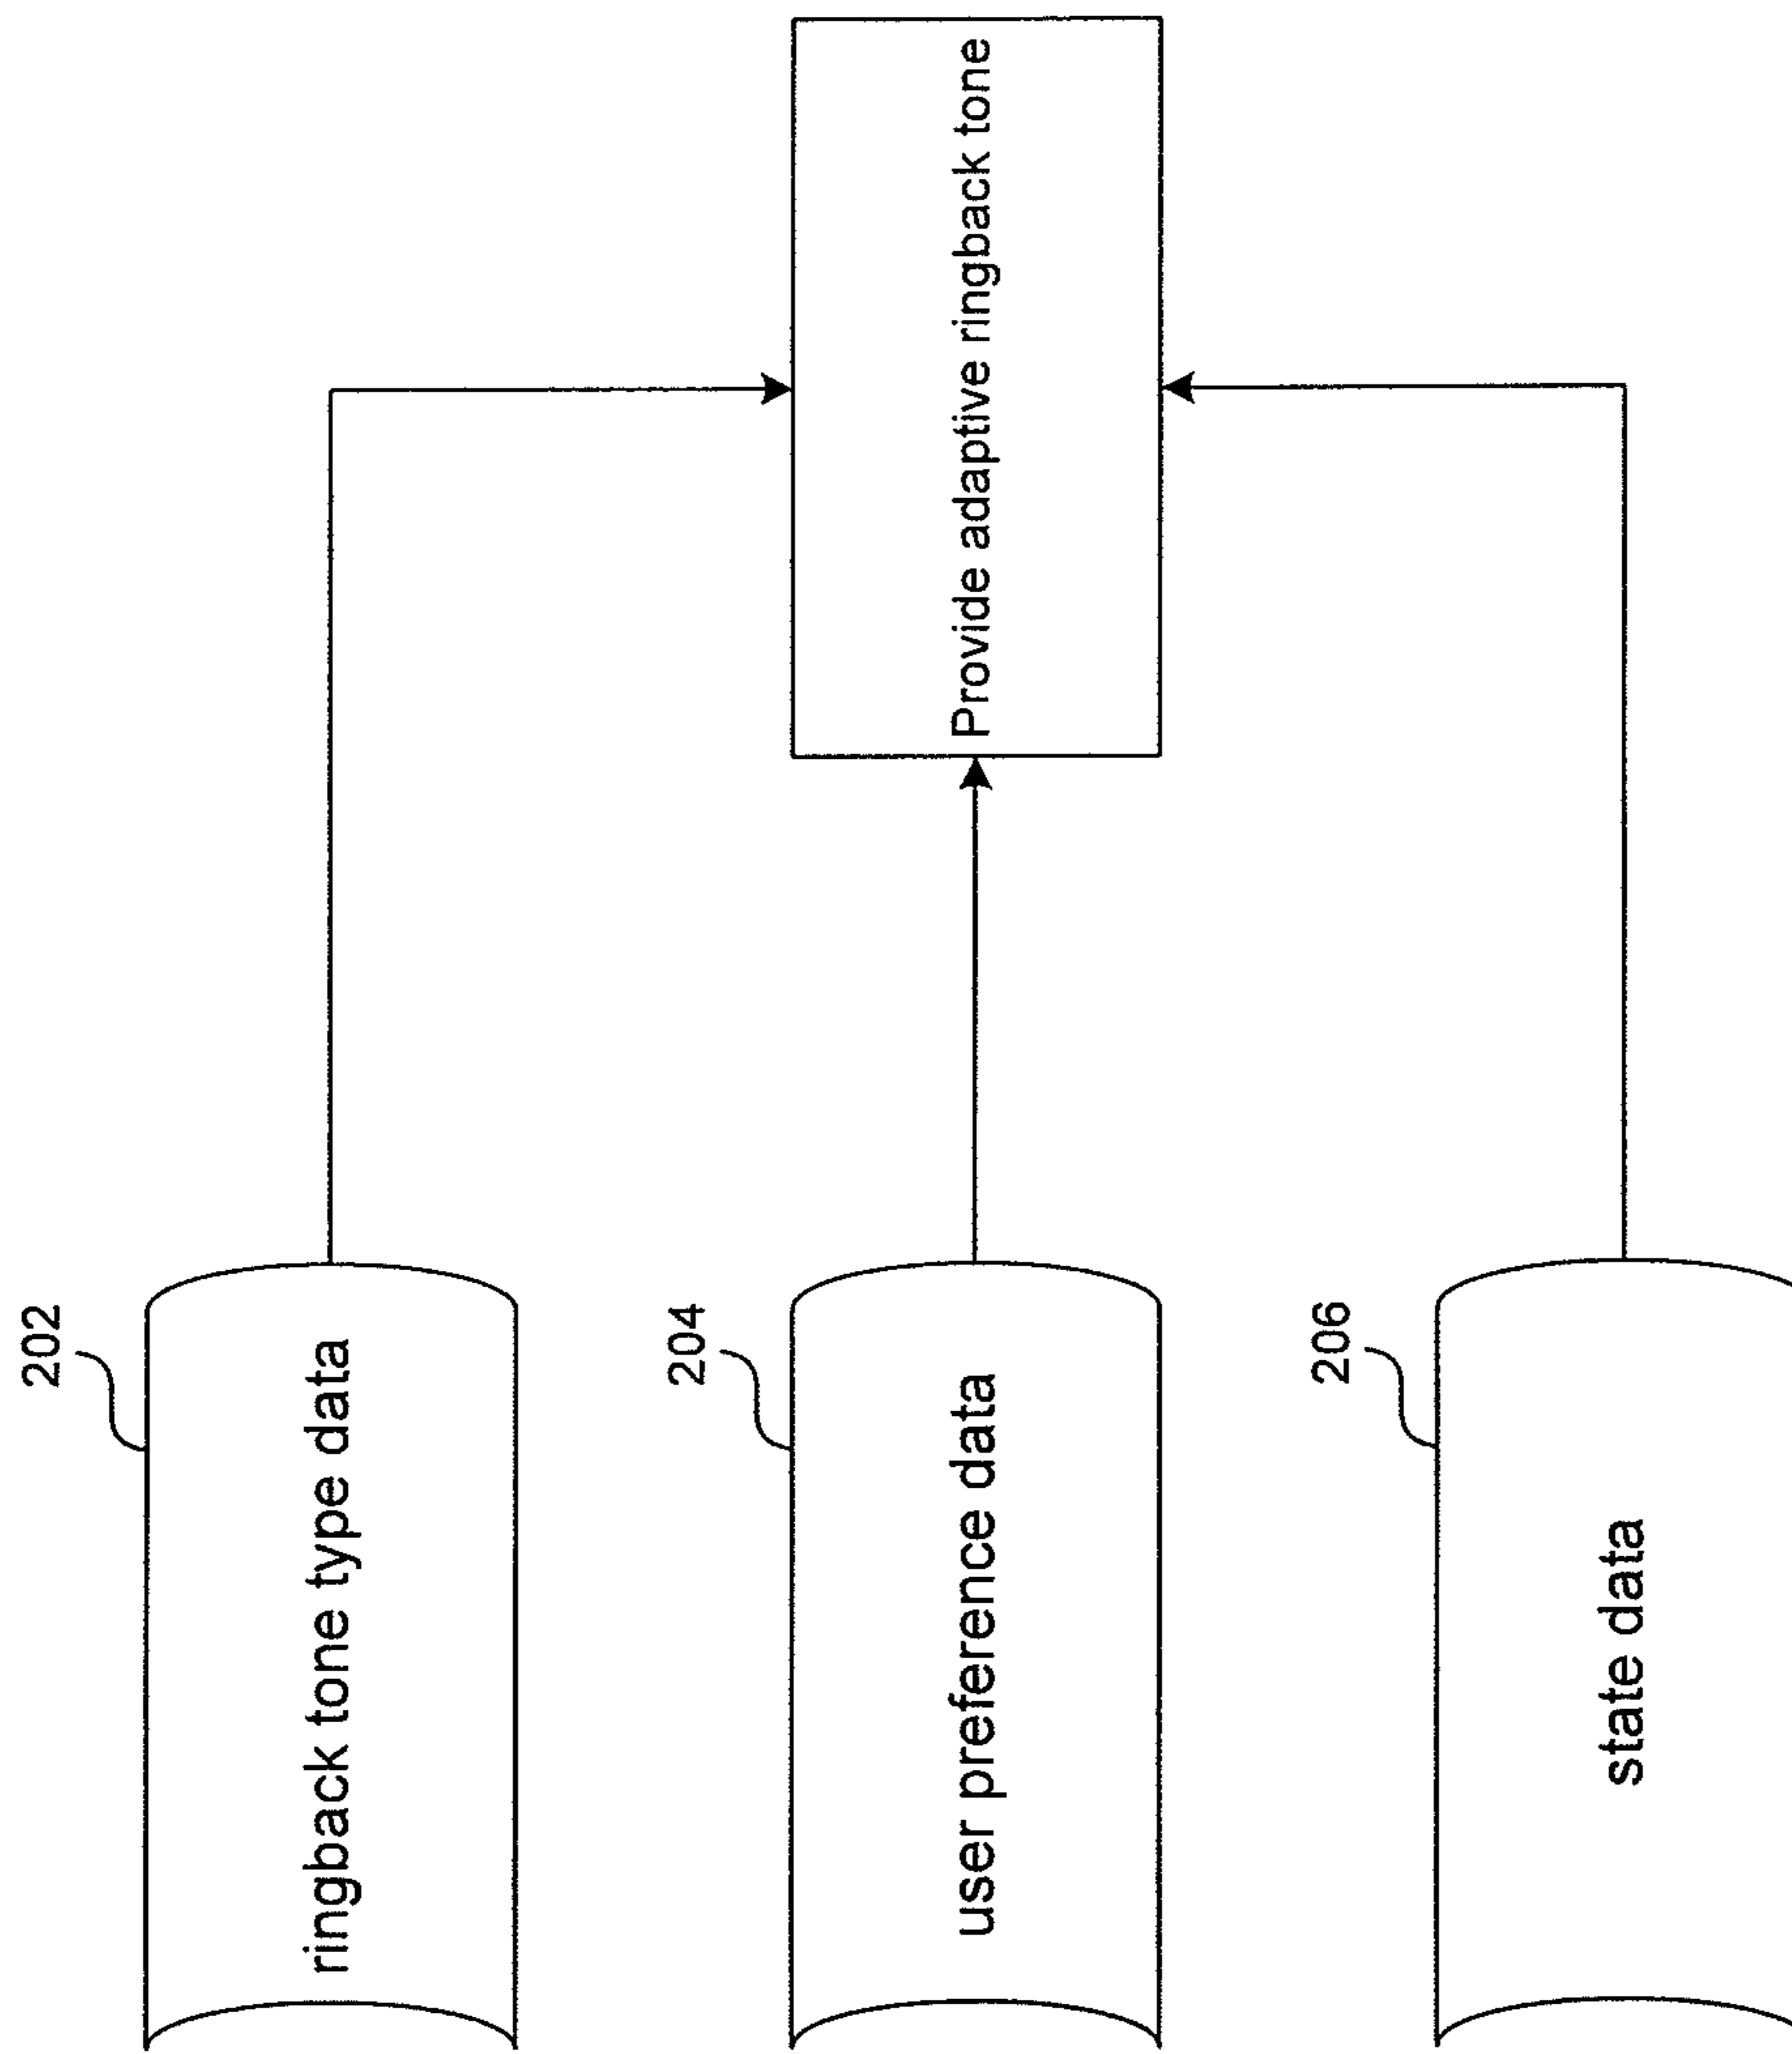 202
ringback tone type data
204
user preference data
206
state data
Provide adaptive ringback tone